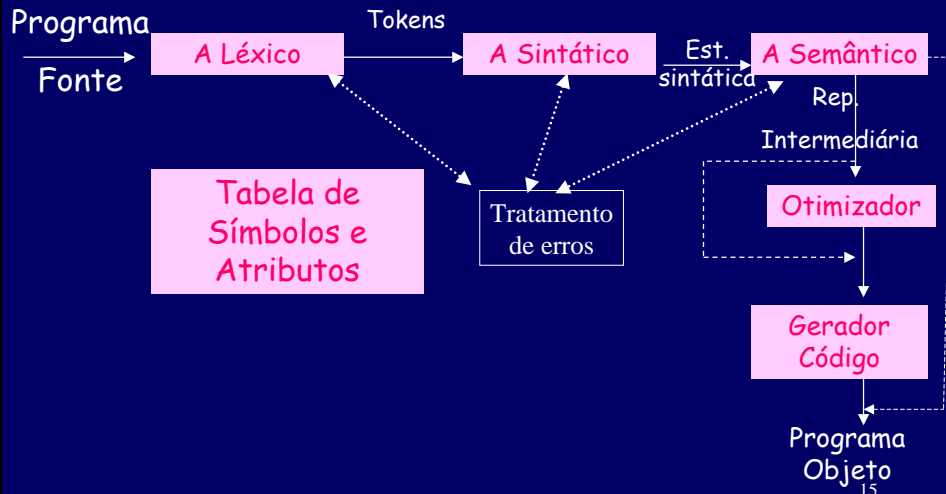 Programa
Fonte
A Léxico
Tokens
A Sintático
Est.
sintática
A Semântico
Rep.
Intermediária
Tabela de
Símbolos e
Atributos
Tratamento
de erros
Otimizador
Gerador
Código
Programa
Objeto
15